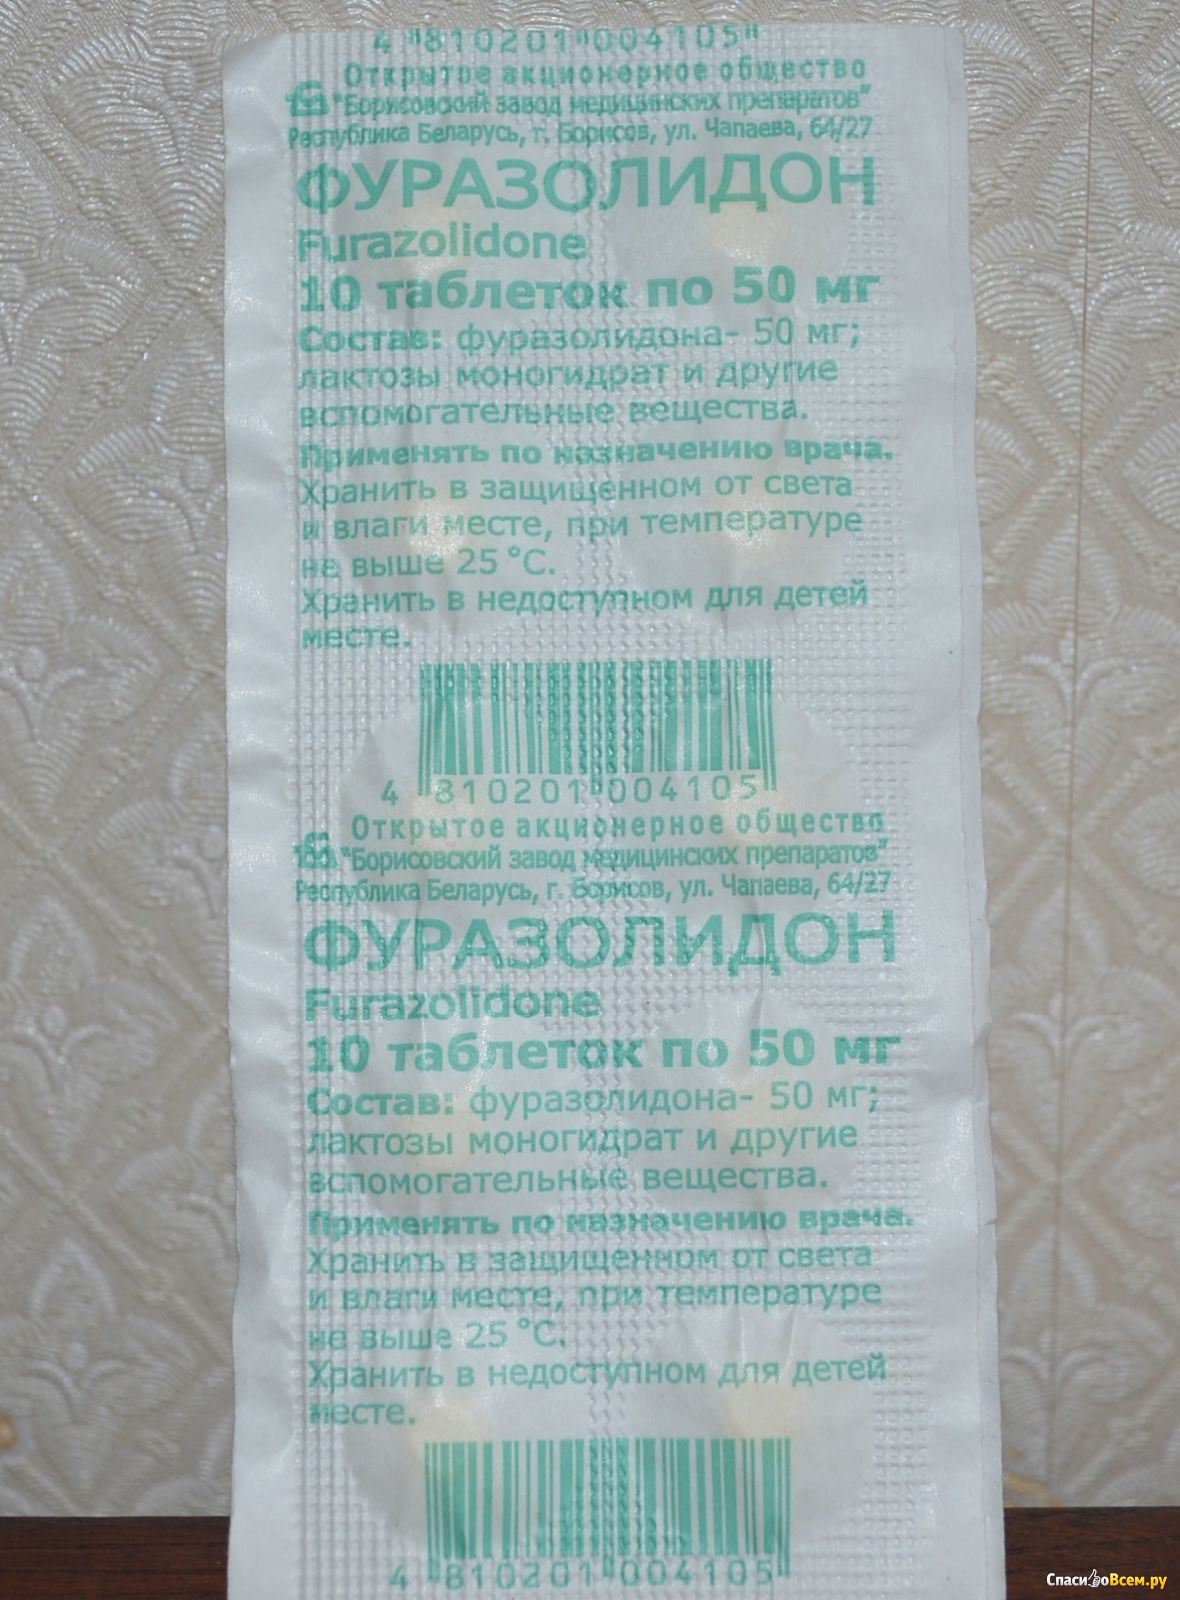 4 810201 004105
Открытое акционерное общество
"Борисовский завод медицинских препаратов"
Республика Беларусь, г. Борисов, ул. Чапаева, 64/27
ФУРАЗОЛИДОН
Furazolidone
10 таблеток по 50 мг
Состав: фуразолидона- 50 мг;
лактозы моногидрат и другие
вспомогательные вещества.
Применять по назначению врача.
Хранить в защищенном от света
и влаги месте, при температуре
не выше 25 °С.
Хранить в недоступном для детей
месте.
4 810201 004105
Открытое акционерное общество
"Борисовский завод медицинских препаратов"
Республика Беларусь, г. Борисов, ул. Чапаева, 64/27
ФУРАЗОЛИДОН
Furazolidone
10 таблеток по 50 мг
Состав: фуразолидона- 50 мг;
лактозы моногидрат и другие
вспомогательные вещества.
Применять по назначению врача.
Хранить в защищенном от света
и влаги месте, при температуре
не выше 25 °С.
Хранить в недоступном для детей
месте.
4 810201 004105
СпасибоВсем.ру